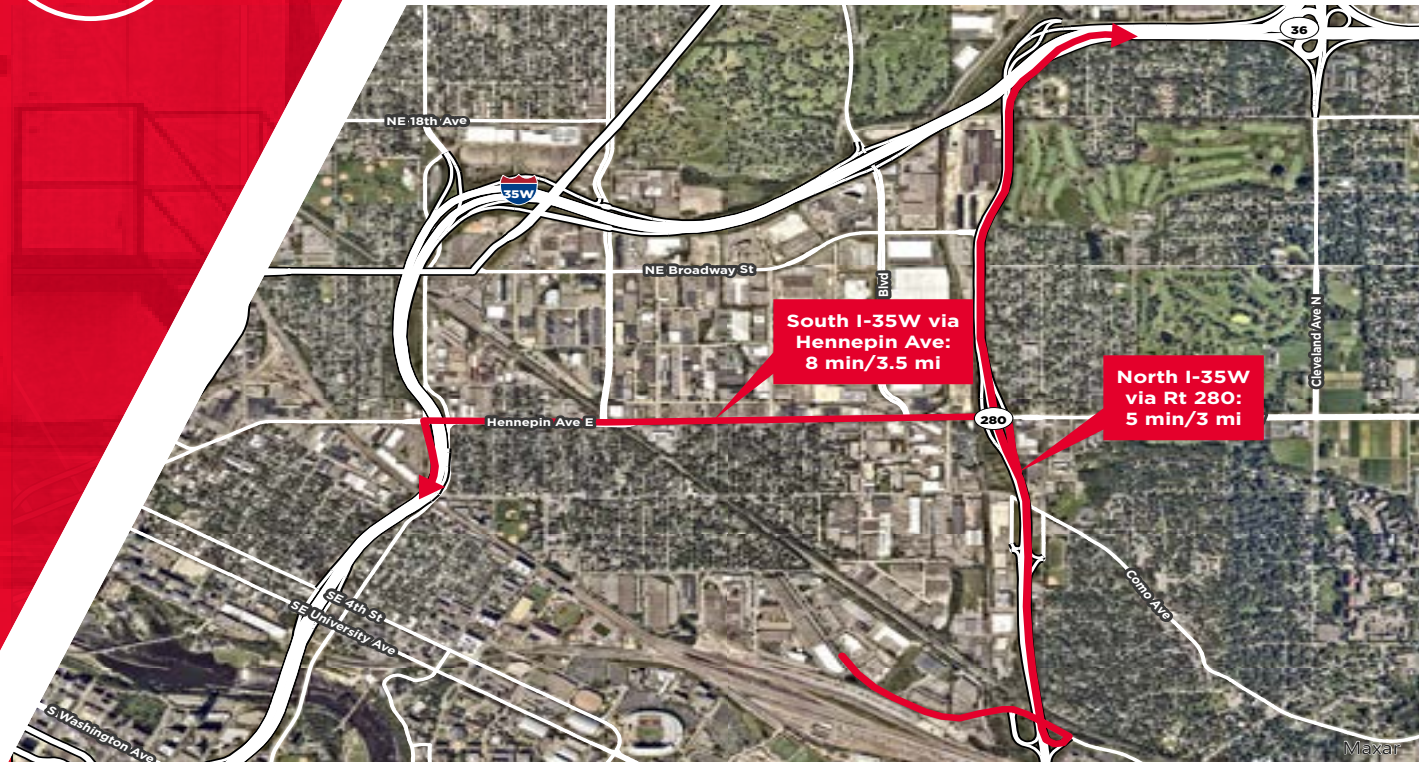 36
NE 18th Ave
35W
NE Broadway St
Blvd
South I-35W via
Hennepin Ave:
8 min/3.5 mi
Cleveland Ave N
North I-35W
via Rt 280:
5 min/3 mi
Hennepin Ave E
280
Como Ave
SE 4th St
SE University Ave
S Washington Ave
Maxar